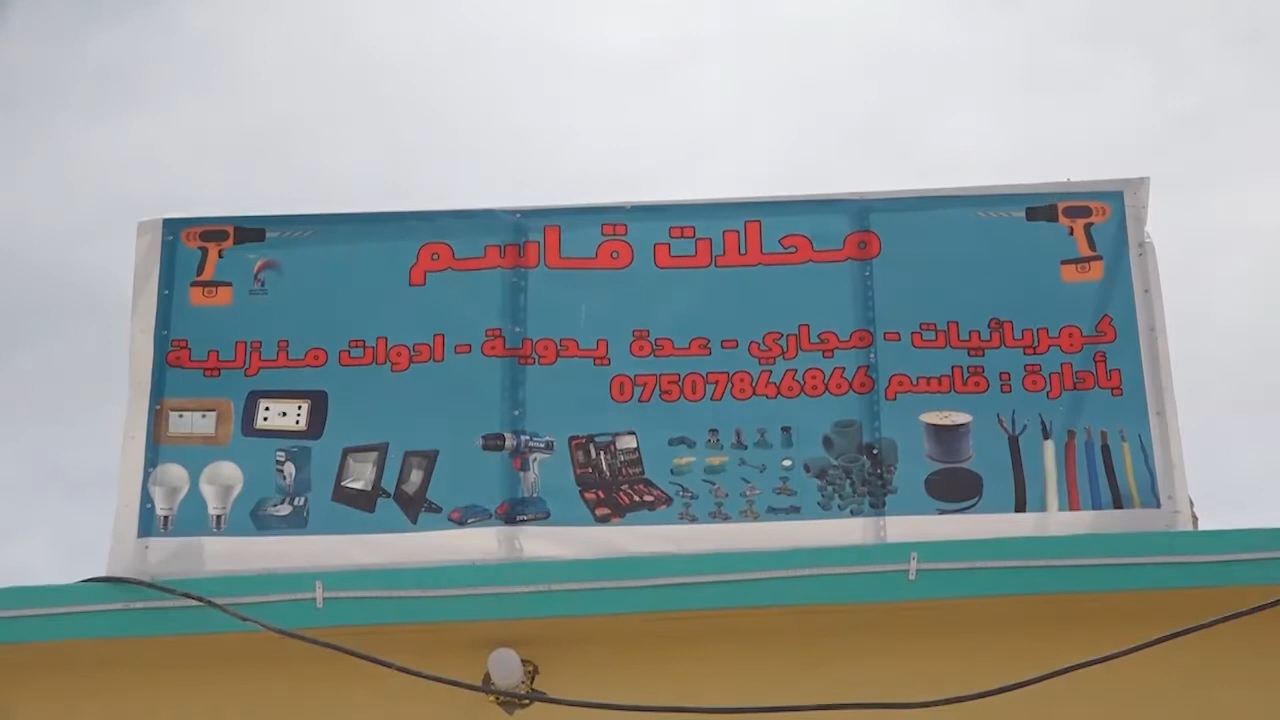 محلات قاسم
كهربائيات - مجاري - عدة يدوية - ادوات منزلية
بأدارة : قاسم 07507846866